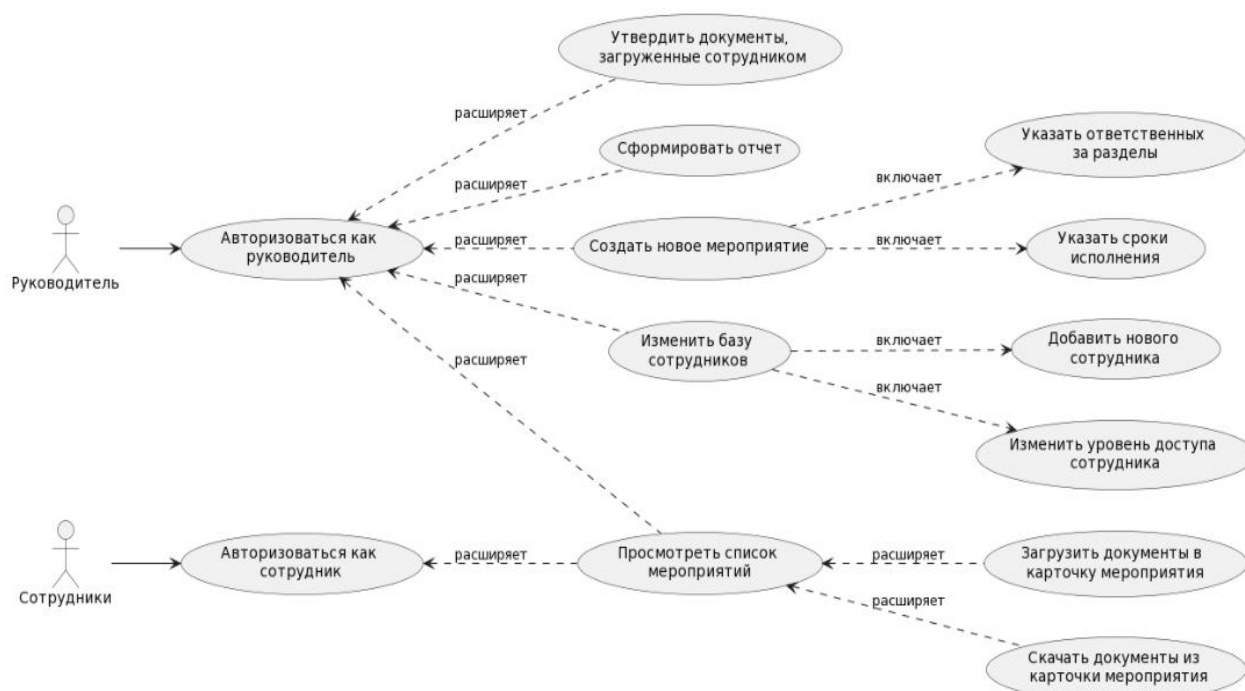 Утвердить документы,
загруженные сотрудником
расширяет
Сформировать отчет
Указать ответственных
за разделы
расширяет
включает
Руководитель
Авторизоваться как
руководитель
расширяет
Создать новое мероприятие
включает
Указать сроки
исполнения
расширяет
Изменить базу
сотрудников
включает
Добавить нового
сотрудника
расширяет
включает
Изменить уровень доступа
сотрудника
Сотрудники
Авторизоваться как
сотрудник
расширяет
Просмотреть список
мероприятий
расширяет
Загрузить документы в
карточку мероприятия
расширяет
Скачать документы из
карточки мероприятия